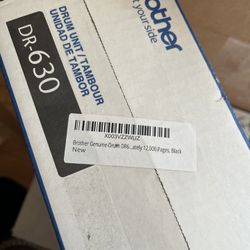 brother
at your side
DRUM UNIT/TAMBOUR
UNIDAD DE TAMBOR
DR-630
X003VZZWUZ
Brother Genuine-Drum DR6...ately 12,000 Pages, Black
New